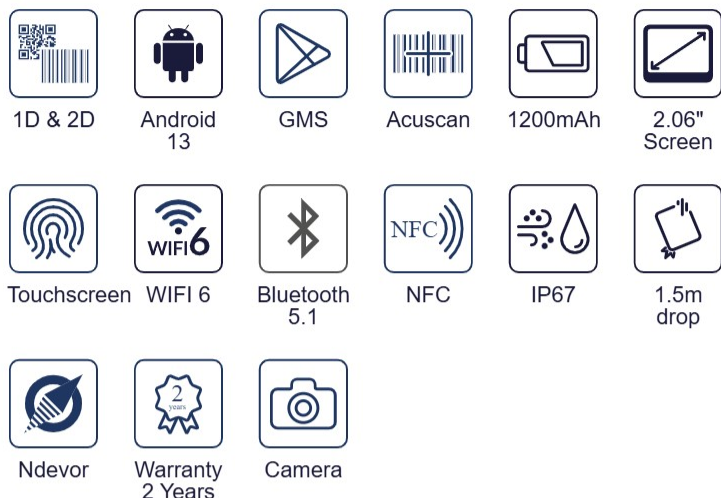 1D & 2D
Android
13
GMS
Acuscan
1200mAh
2.06"
Screen
WIFI6
NFC
Touchscreen
WIFI 6
Bluetooth
5.1
NFC
IP67
1.5m
drop
2
years
Ndevor
Warranty
2 Years
Camera